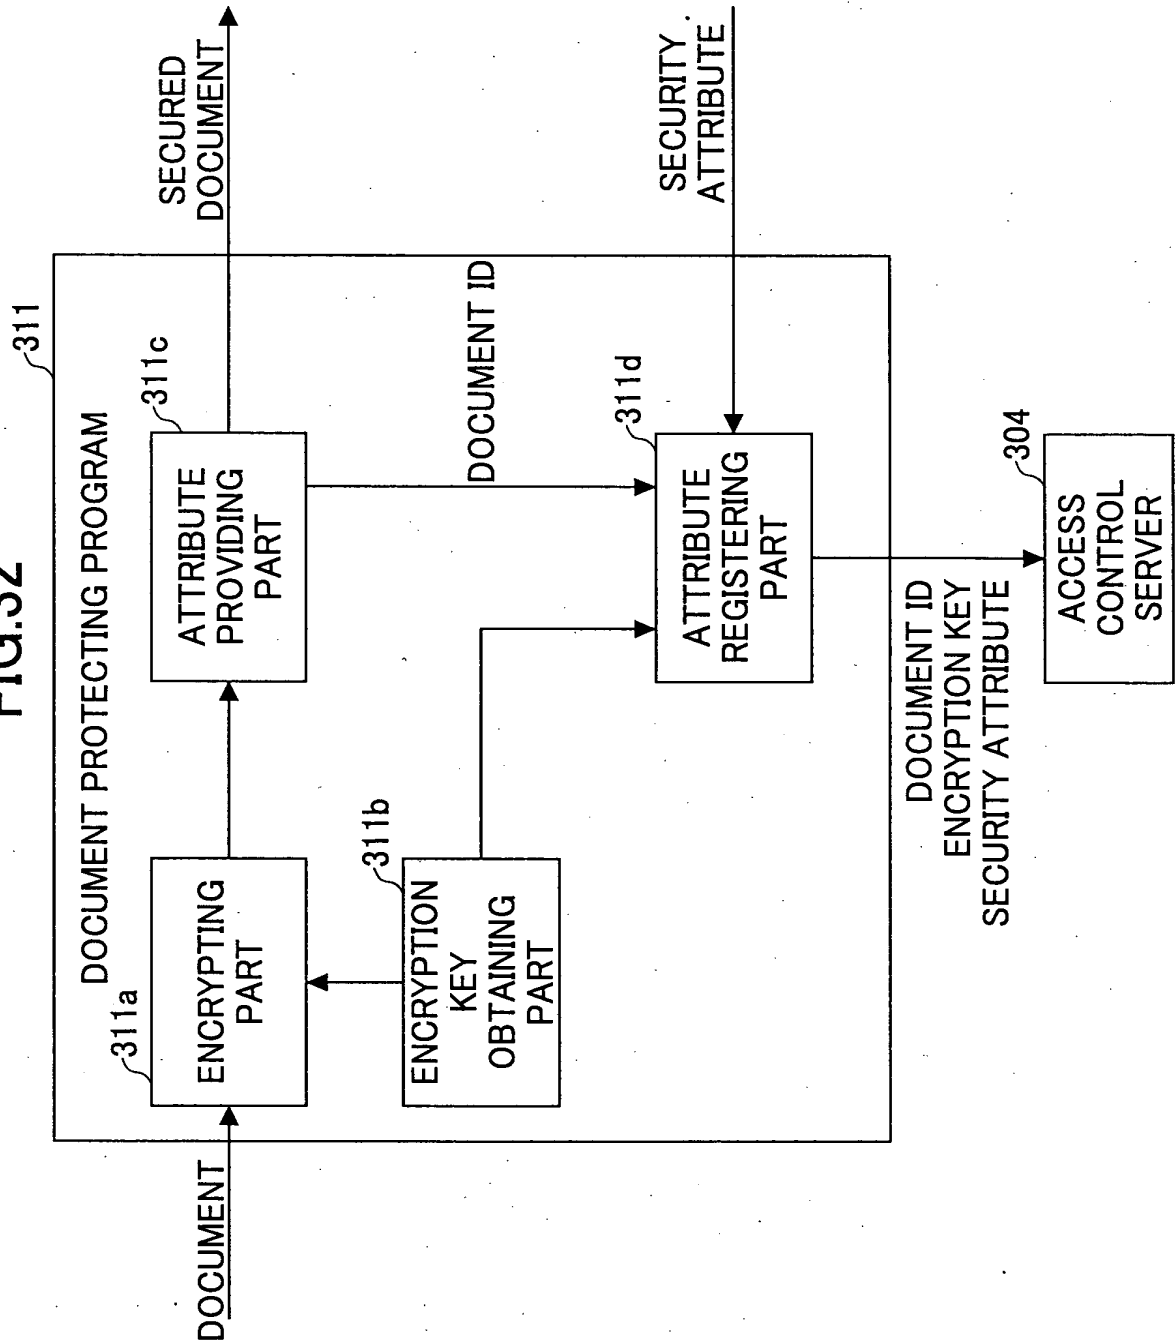 FIG.32
311
DOCUMENT PROTECTING PROGRAM
DOCUMENT
311a
ENCRYPTING
PART
311c
ATTRIBUTE
PROVIDING
PART
SECURED
DOCUMENT
311b
ENCRYPTION
KEY
OBTAINING
PART
DOCUMENT ID
311d
ATTRIBUTE
REGISTERING
PART
SECURITY
ATTRIBUTE
DOCUMENT ID
ENCRYPTION KEY
SECURITY ATTRIBUTE
304
ACCESS
CONTROL
SERVER